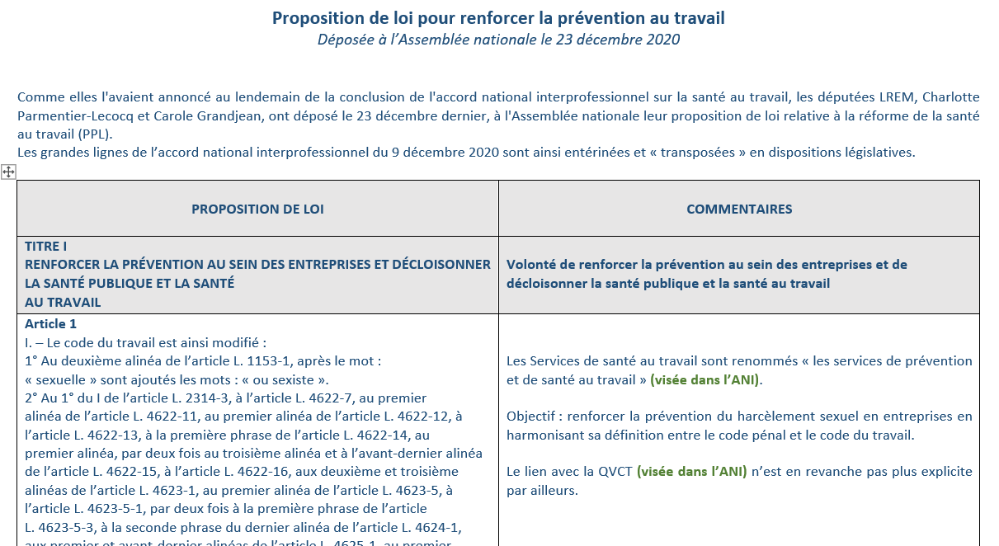 Proposition de loi pour renforcer la prévention au travail
Déposée à l’Assemblée nationale le 23 décembre 2020
Comme elles l'avaient annoncé au lendemain de la conclusion de l'accord national interprofessionnel sur la santé au travail, les députées LREM, Charlotte
Parmentier-Lecocq et Carole Grandjean, ont déposé le 23 décembre dernier, à l'Assemblée nationale leur proposition de loi relative à la réforme de la santé
au travail (PPL).
Les grandes lignes de l’accord national interprofessionnel du 9 décembre 2020 sont ainsi entérinées et « transposées » en dispositions législatives.
PROPOSITION DE LOI
COMMENTAIRES
TITRE I
RENFORCER LA PRÉVENTION AU SEIN DES ENTREPRISES ET DÉCLOISONNER
LA SANTÉ PUBLIQUE ET LA SANTÉ
AU TRAVAIL
Volonté de renforcer la prévention au sein des entreprises et de
décloisonner la santé publique et la santé au travail
Article 1
I. – Le code du travail est ainsi modifié :
1° Au deuxième alinéa de l’article L. 1153-1, après le mot :
« sexuelle » sont ajoutés les mots : « ou sexiste ».
2° Au 1° du I de l’article L. 2314-3, à l’article L. 4622-7, au premier
alinéa de l’article L. 4622-11, au premier alinéa de l’article L. 4622-12, à
l’article L. 4622-13, à la première phrase de l’article L. 4622-14, au
premier alinéa, par deux fois au troisième alinéa et à l’avant-dernier alinéa
de l’article L. 4622-15, à l’article L. 4622-16, aux deuxième et troisième
alinéas de l’article L. 4623-1, au premier alinéa de l’article L. 4623-5, à
l’article L. 4623-5-1, par deux fois à la première phrase de l’article
L. 4623-5-3, à la seconde phrase du dernier alinéa de l’article L. 4624-1,
aux premier et avant-dernier alinéas de l’article L. 4625-1, au premier
Les Services de santé au travail sont renommés « les services de prévention
et de santé au travail » (visée dans l’ANI).
Objectif : renforcer la prévention du harcèlement sexuel en entreprises en
harmonisant sa définition entre le code pénal et le code du travail.
Le lien avec la QVCT (visée dans l’ANI) n’est en revanche pas plus explicite
par ailleurs.